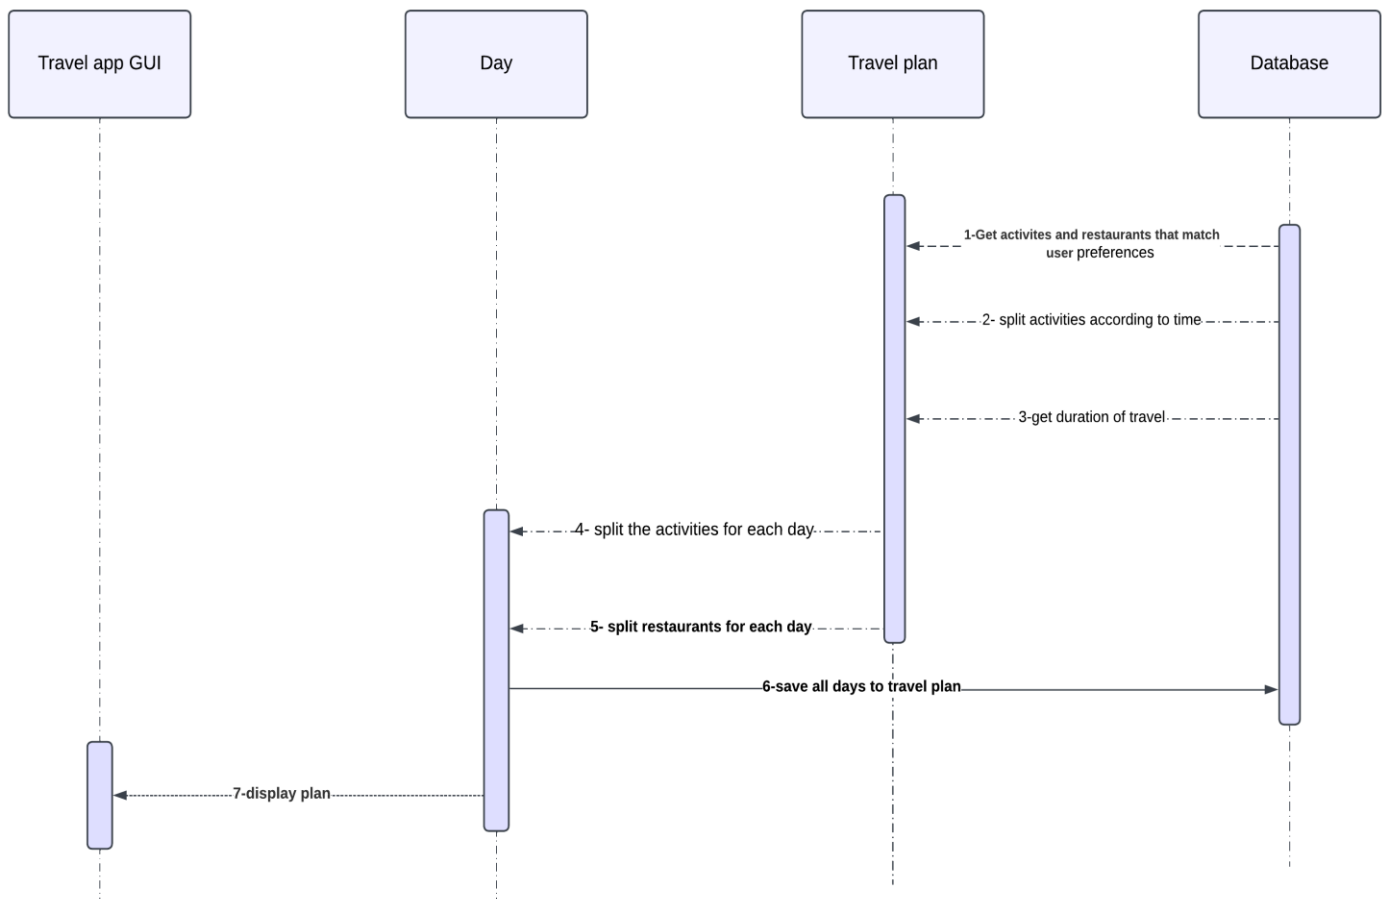 Travel app GUI
Day
Travel plan
Database
1-Get activites and restaurants that match
user preferences
2- split activities according to time
3-get duration of travel
4- split the activities for each day
5- split restaurants for each day
6-save all days to travel plan
7-display plan